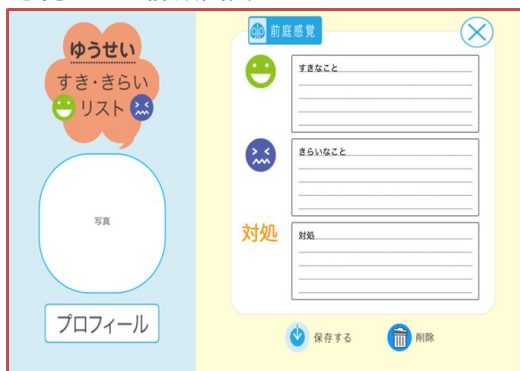 ゆうせい
すき・きらい
リスト
写真
プロフィール
前庭感覚
すきなこと
きらいなこと
対処
対処
保存する
削除